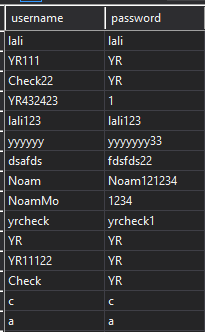 username password
lali lali
YR111 YR
Check22 YR
YR432423 1
lali123 lali123
yyyyyy yyyyyyy33
dsafds fdsfds22
Noam Noam121234
NoamMo 1234
yrcheck yrcheck1
YR YR
YR11122 YR
Check YR
c c
a a